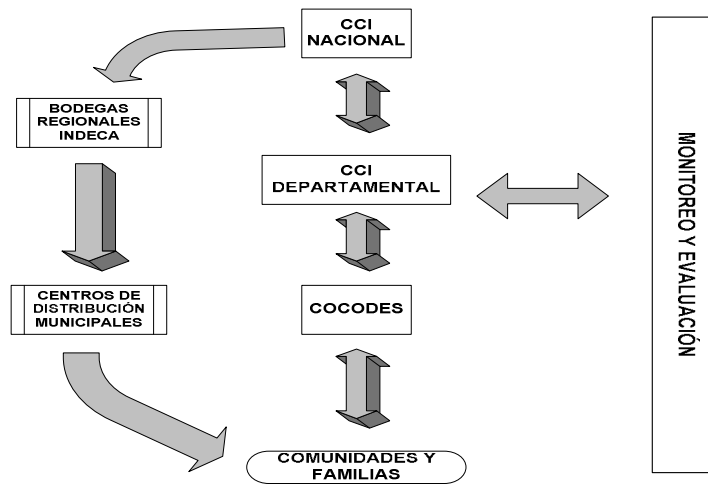 CCI
NACIONAL
BODEGAS
REGIONALES
INDECA
CCI
DEPARTAMENTAL
CENTROS DE
DISTRIBUCIÓN
MUNICIPALES
COCODES
COMUNIDADES Y
FAMILIAS
MONITOREO Y EVALUACIÓN